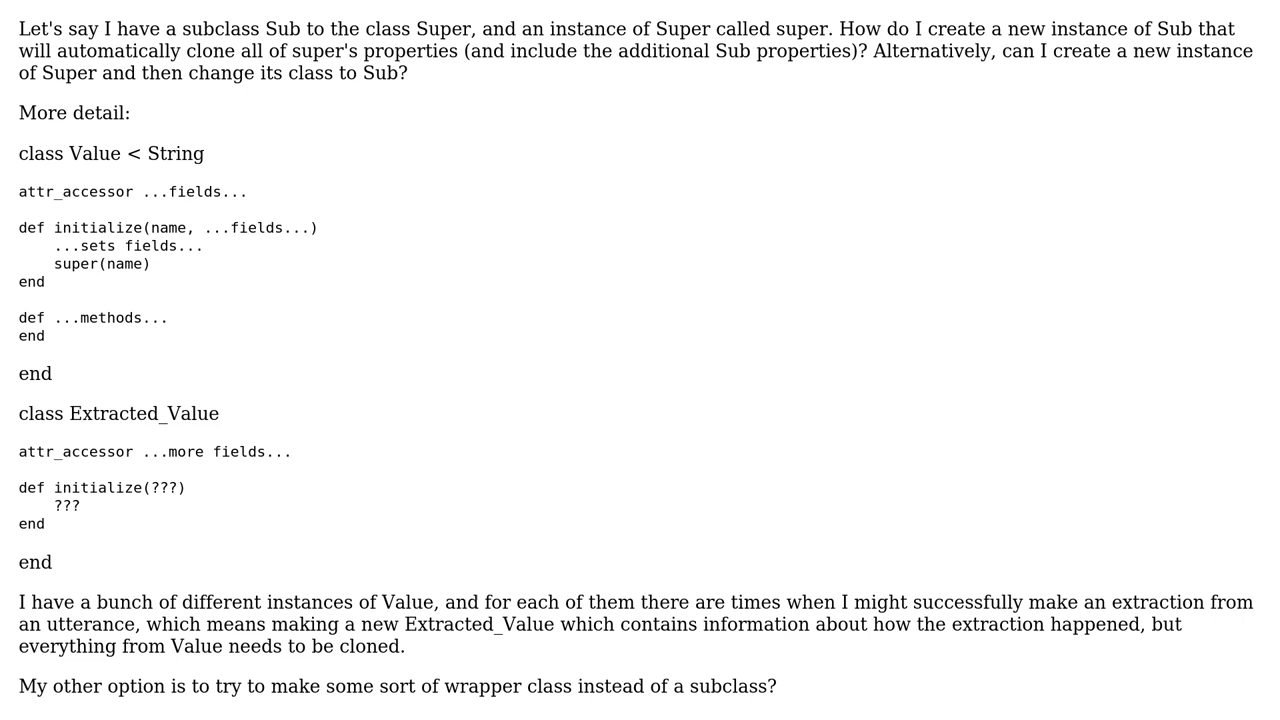 Let's say I have a subclass Sub to the class Super, and an instance of Super called super. How do I create a new instance of Sub that
will automatically clone all of super's properties (and include the additional Sub properties)? Alternatively, can I create a new instance
of Super and then change its class to Sub?
More detail:
class Value < String
attr_accessor ...fields...
def initialize(name, ...fields...)
    ...sets fields...
    super(name)
end
def ...methods...
end
end
class Extracted_Value
attr_accessor ...more fields...
def initialize(???)
    ???
end
end
I have a bunch of different instances of Value, and for each of them there are times when I might successfully make an extraction from
an utterance, which means making a new Extracted_Value which contains information about how the extraction happened, but
everything from Value needs to be cloned.
My other option is to try to make some sort of wrapper class instead of a subclass?